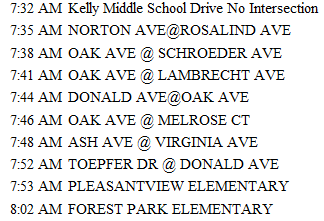 7:32 AM Kelly Middle School Drive No Intersection
7:35 AM NORTON AVE@ROSALIND AVE
7:38 AM OAK AVE @ SCHROEDER AVE
7:41 AM OAK AVE @ LAMBRECHT AVE
7:44 AM DONALD AVE@OAK AVE
7:46 AM OAK AVE @ MELROSE CT
7:48 AM ASH AVE @ VIRGINIA AVE
7:52 AM TOEPFER DR @ DONALD AVE
7:53 AM PLEASANTVIEW ELEMENTARY
8:02 AM FOREST PARK ELEMENTARY